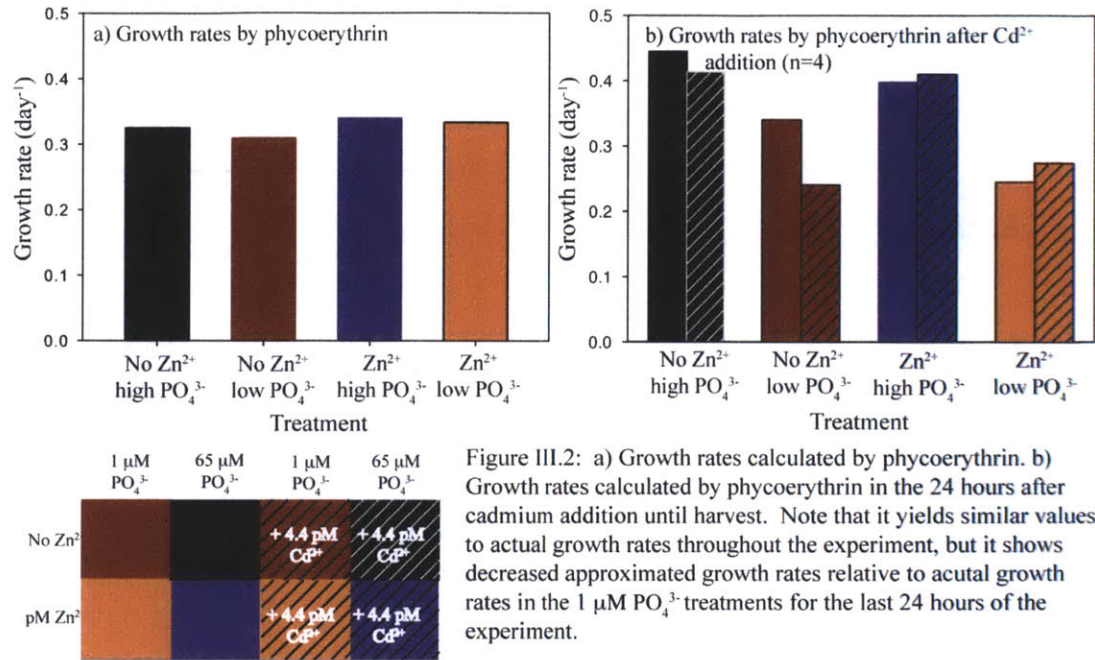 a) Growth rates by phycoerythrin
0.5
0.4
0.3
0.2
0.1
0.0
Growth rate (day⁻¹)
No Zn²⁺ high PO₄³⁻
No Zn²⁺ low PO₄³⁻
Zn²⁺ high PO₄³⁻
Zn²⁺ low PO₄³⁻
Treatment
b) Growth rates by phycoerythrin after Cd²⁺
addition (n=4)
0.5
0.4
0.3
0.2
0.1
0.0
Growth rate (day⁻¹)
No Zn²⁺ high PO₄³⁻
No Zn²⁺ low PO₄³⁻
Zn²⁺ high PO₄³⁻
Zn²⁺ low PO₄³⁻
Treatment
1 μM PO₄³⁻
65 μM PO₄³⁻
1 μM PO₄³⁻
65 μM PO₄³⁻
No Zn²
+ 4.4 pM Cd²⁺
+ 4.4 pM Cd²⁺
pM Zn²
+ 4.4 pM Cd²⁺
+ 4.4 pM Cd²⁺
Figure III.2: a) Growth rates calculated by phycoerythrin. b)
Growth rates calculated by phycoerythrin in the 24 hours after
cadmium addition until harvest. Note that it yields similar values
to actual growth rates throughout the experiment, but it shows
decreased approximated growth rates relative to acutal growth
rates in the 1 μM PO₄³⁻ treatments for the last 24 hours of the
experiment.